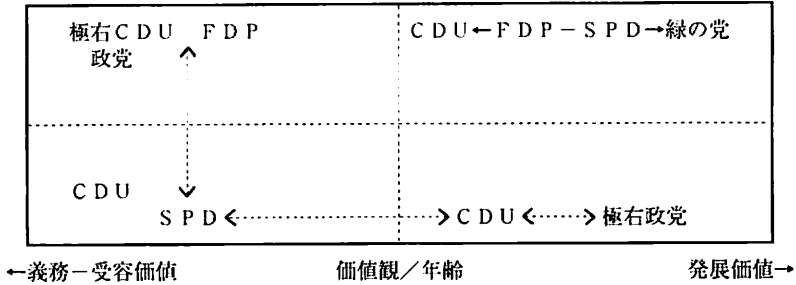 極右CDU FDP
政党
CDU←FDP－SPD→緑の党
CDU
SPD
CDU
極右政党
←義務－受容価値
価値観／年齢
発展価値→